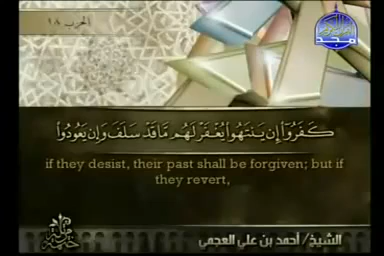 الحزب ١٨
المجد
كَفَرُوٓا۟ إِن يَنتَهُوا۟ يُغْفَرْ لَهُم مَّا قَدْ سَلَفَ وَإِن يَعُودُوا۟
if they desist, their past shall be forgiven; but if
they revert,
الشيخ/ أحمد بن علي العجمي